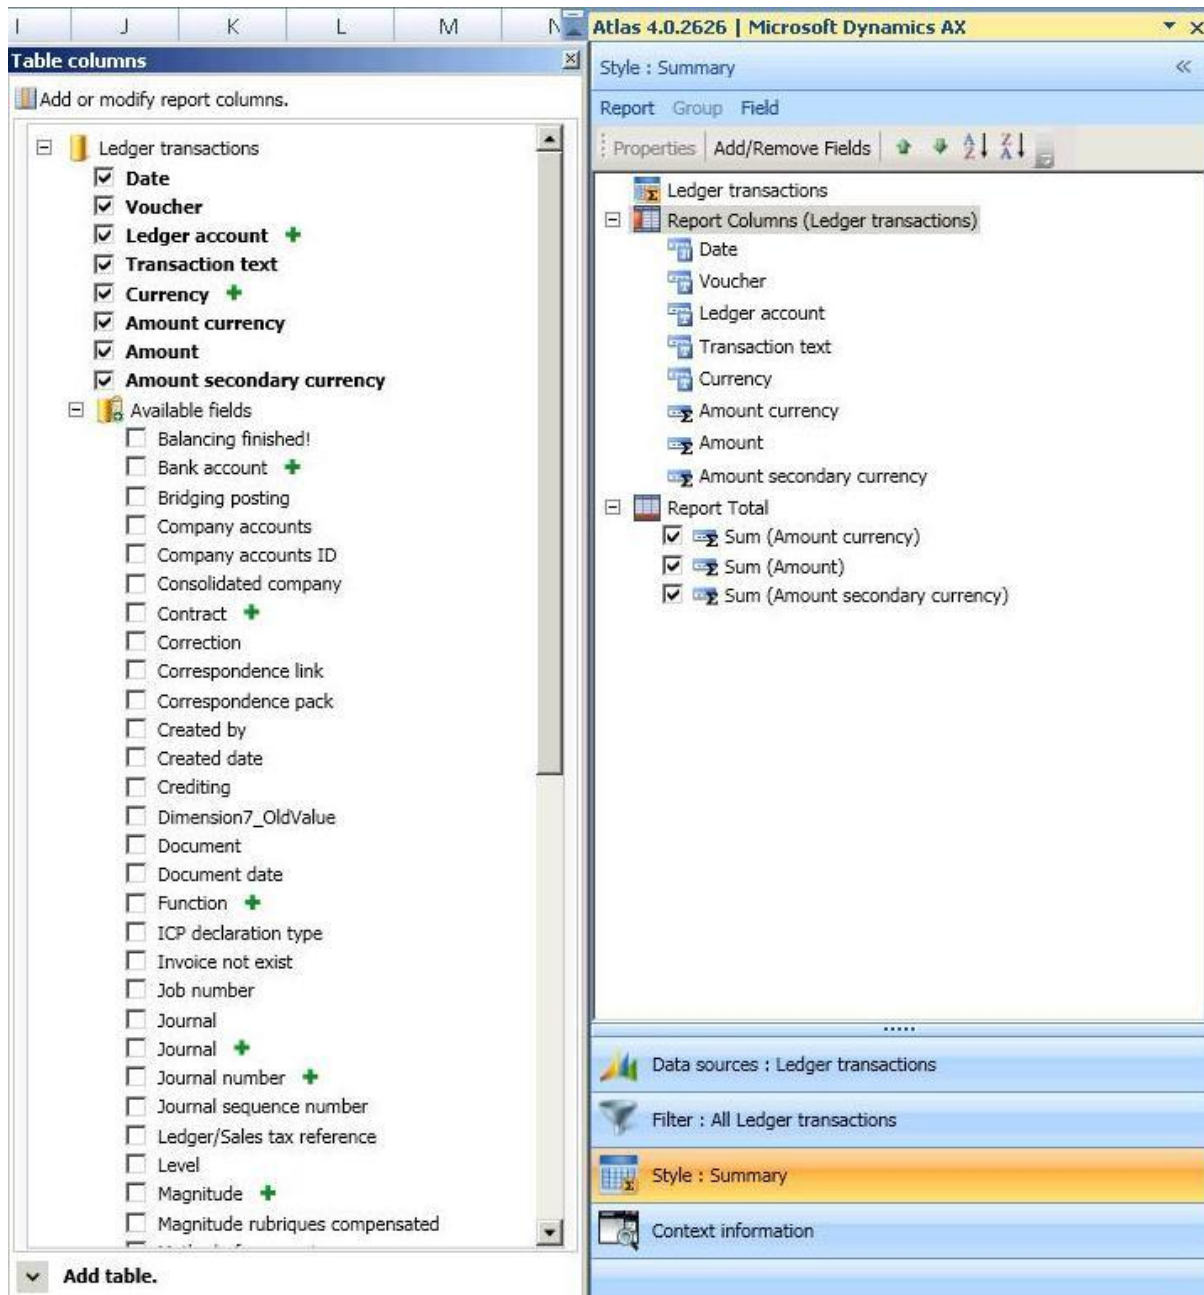 I J K L M N
Table columns
Add or modify report columns.
Ledger transactions
Date
Voucher
Ledger account
Transaction text
Currency
Amount currency
Amount
Amount secondary currency
Available fields
Balancing finished!
Bank account
Bridging posting
Company accounts
Company accounts ID
Consolidated company
Contract
Correction
Correspondence link
Correspondence pack
Created by
Created date
Crediting
Dimension7_OldValue
Document
Document date
Function
ICP declaration type
Invoice not exist
Job number
Journal
Journal
Journal number
Journal sequence number
Ledger/Sales tax reference
Level
Magnitude
Magnitude rubriques compensated
Add table.
Atlas 4.0.2626 | Microsoft Dynamics AX
Style : Summary
Report Group Field
Properties Add/Remove Fields
Ledger transactions
Report Columns (Ledger transactions)
Date
Voucher
Ledger account
Transaction text
Currency
Amount currency
Amount
Amount secondary currency
Report Total
Sum (Amount currency)
Sum (Amount)
Sum (Amount secondary currency)
Data sources : Ledger transactions
Filter : All Ledger transactions
Style : Summary
Context information